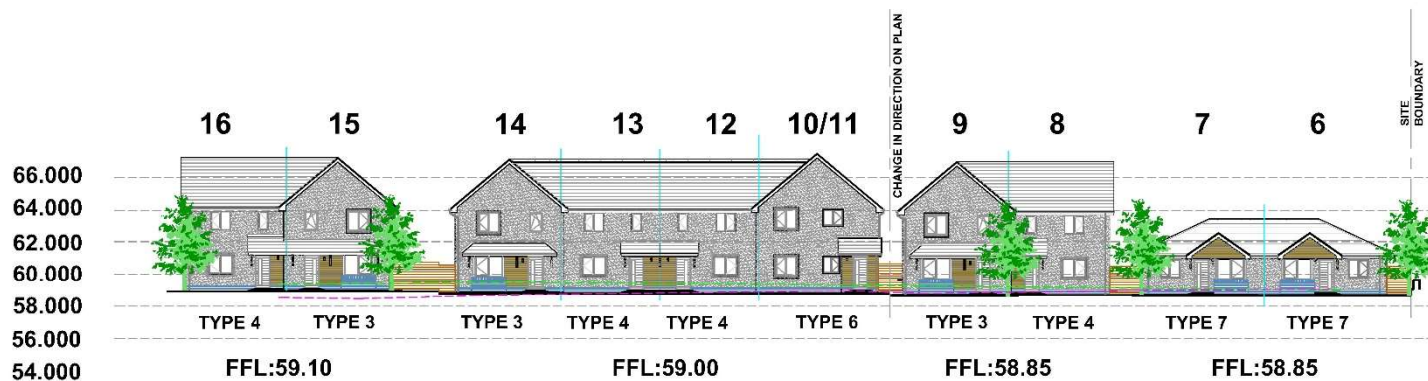 CHANGE IN DIRECTION ON PLAN
SITE
BOUNDARY
16 15 14 13 12 10/11 9 8 7 6
66.000
64.000
62.000
60.000
58.000
TYPE 4 TYPE 3 TYPE 3 TYPE 4 TYPE 4 TYPE 6 TYPE 3 TYPE 4 TYPE 7 TYPE 7
56.000
54.000 FFL:59.10 FFL:59.00 FFL:58.85 FFL:58.85